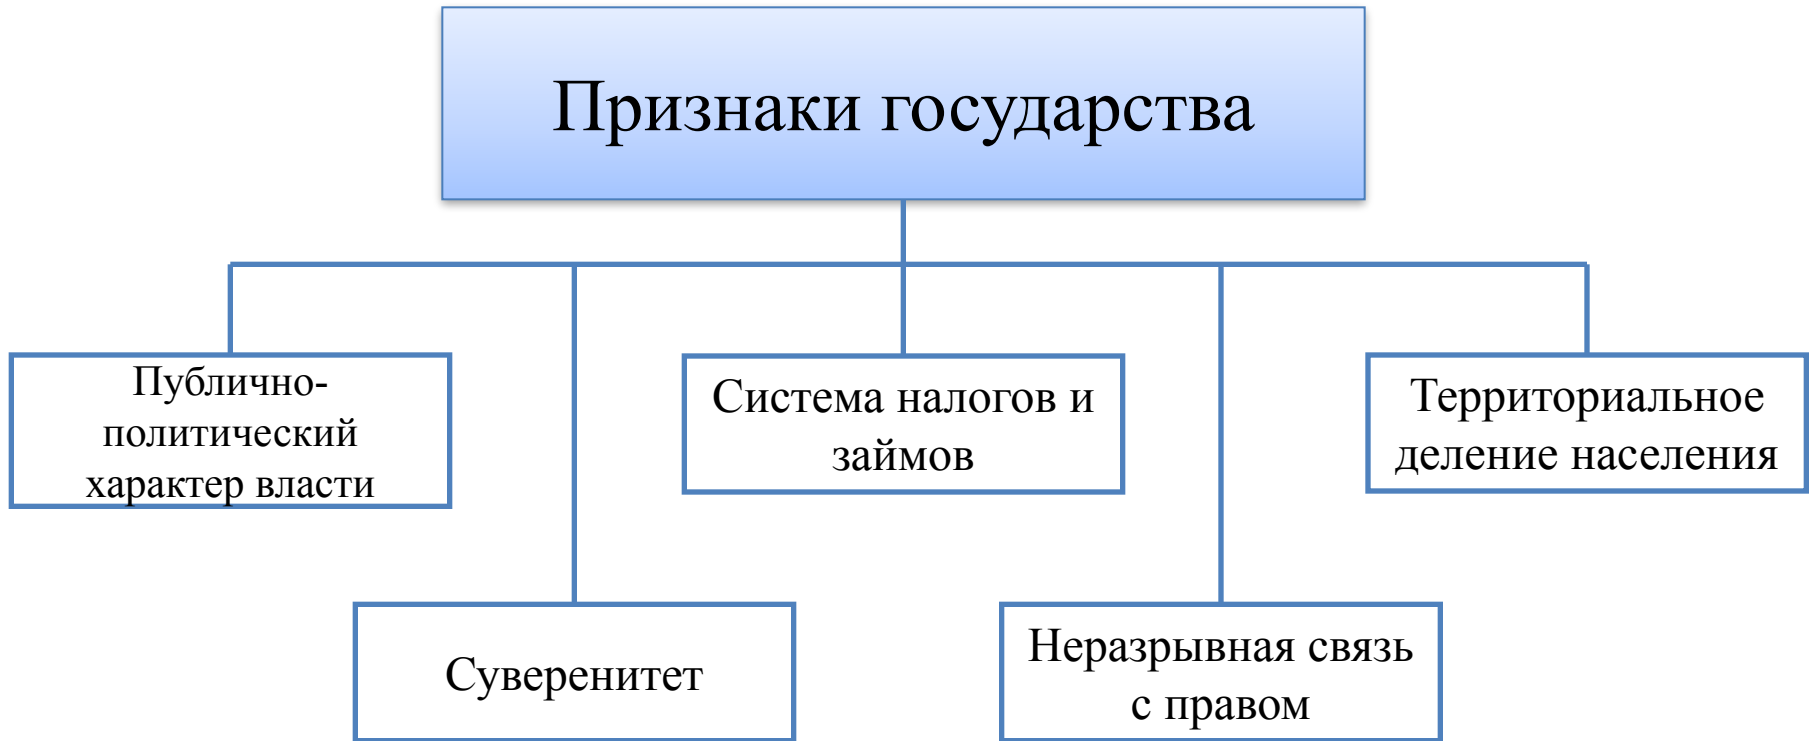 Признаки государства
Публично-
политический
характер власти
Система налогов и
займов
Территориальное
деление населения
Суверенитет
Неразрывная связь
с правом